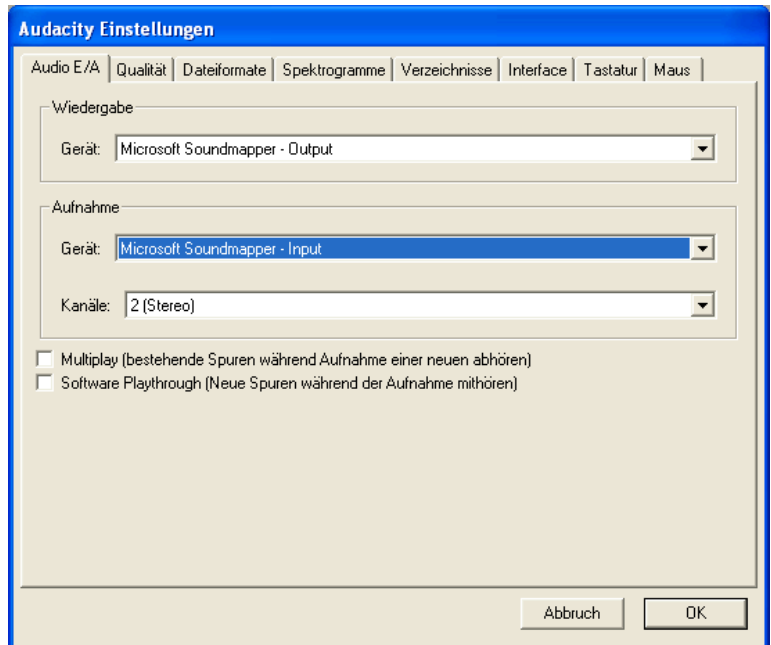 Audacity Einstellungen
Audio E/A Qualität Dateiformate Spektrogramme Verzeichnisse Interface Tastatur Maus
Wiedergabe
Gerät: Microsoft Soundmapper - Output
Aufnahme
Gerät: Microsoft Soundmapper - Input
Kanäle: 2 (Stereo)
Multiplay (bestehende Spuren während Aufnahme einer neuen abhören)
Software Playthrough (Neue Spuren während der Aufnahme mithören)
Abbruch OK